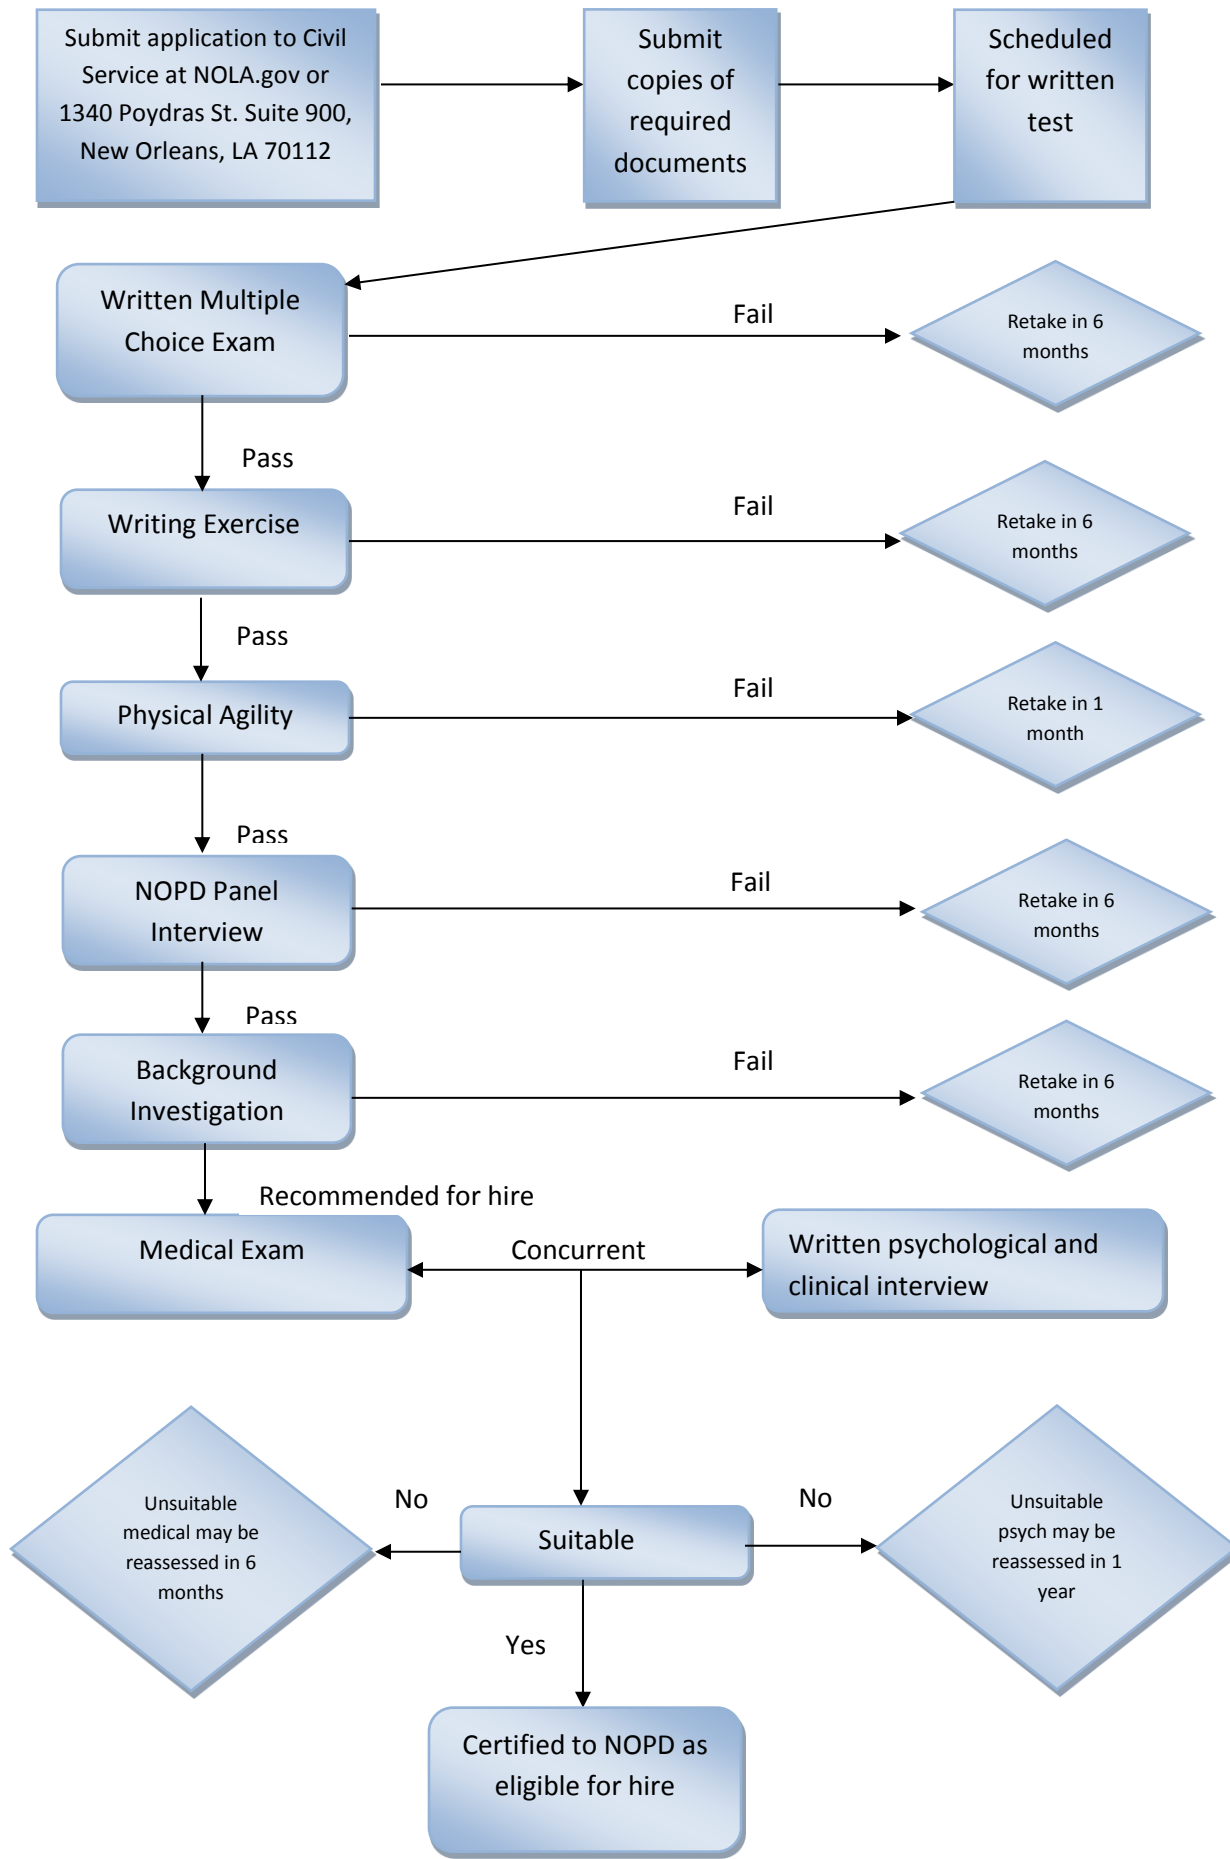 Submit application to Civil
Service at NOLA.gov or
1340 Poydras St. Suite 900,
New Orleans, LA 70112
Submit
copies of
required
documents
Scheduled
for written
test
Written Multiple
Choice Exam
Fail
Retake in 6
months
Pass
Writing Exercise
Fail
Retake in 6
months
Pass
Physical Agility
Fail
Retake in 1
month
Pass
NOPD Panel
Interview
Fail
Retake in 6
months
Pass
Background
Investigation
Fail
Retake in 6
months
Recommended for hire
Medical Exam
Concurrent
Written psychological and
clinical interview
Unsuitable
medical may be
reassessed in 6
months
No
Suitable
No
Unsuitable
psych may be
reassessed in 1
year
Yes
Certified to NOPD as
eligible for hire